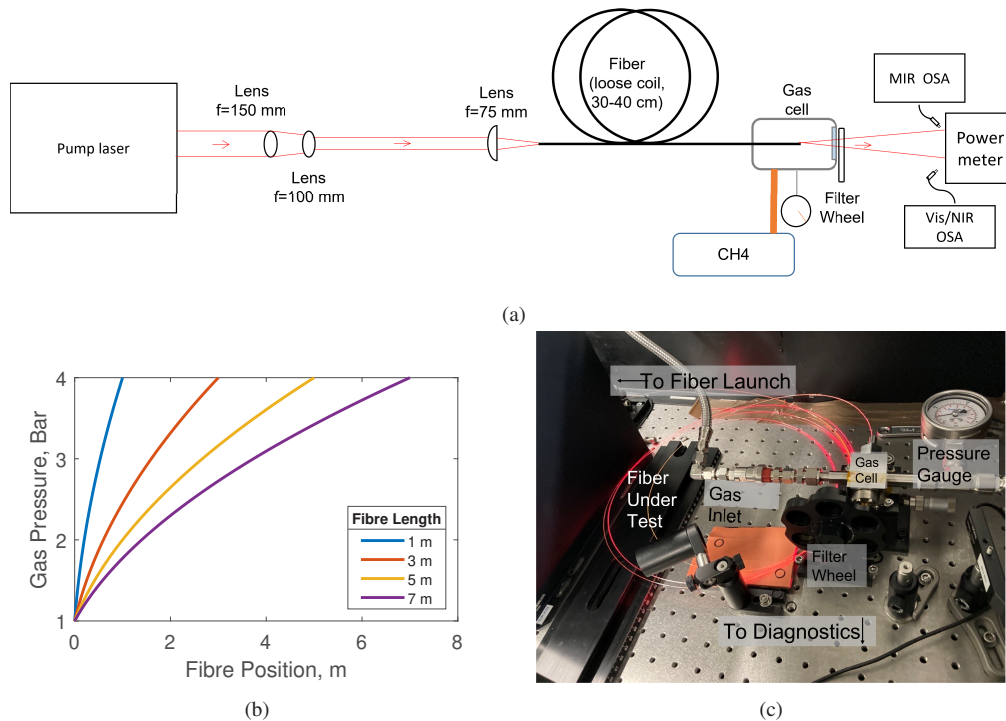 Pump laser
Lens
f=150 mm
Lens
f=100 mm
Lens
f=75 mm
Fiber
(loose coil,
30-40 cm)
Gas
cell
CH4
Filter
Wheel
MIR OSA
Power
meter
Vis/NIR
OSA
(a)
Gas Pressure, Bar
4
3
2
1
0 2 4 6 8
Fibre Position, m
Fibre Length
1 m
3 m
5 m
7 m
(b)
To Fiber Launch
Fiber
Under
Test
Gas
Inlet
Gas
Cell
Pressure
Gauge
Filter
Wheel
To Diagnostics
(c)